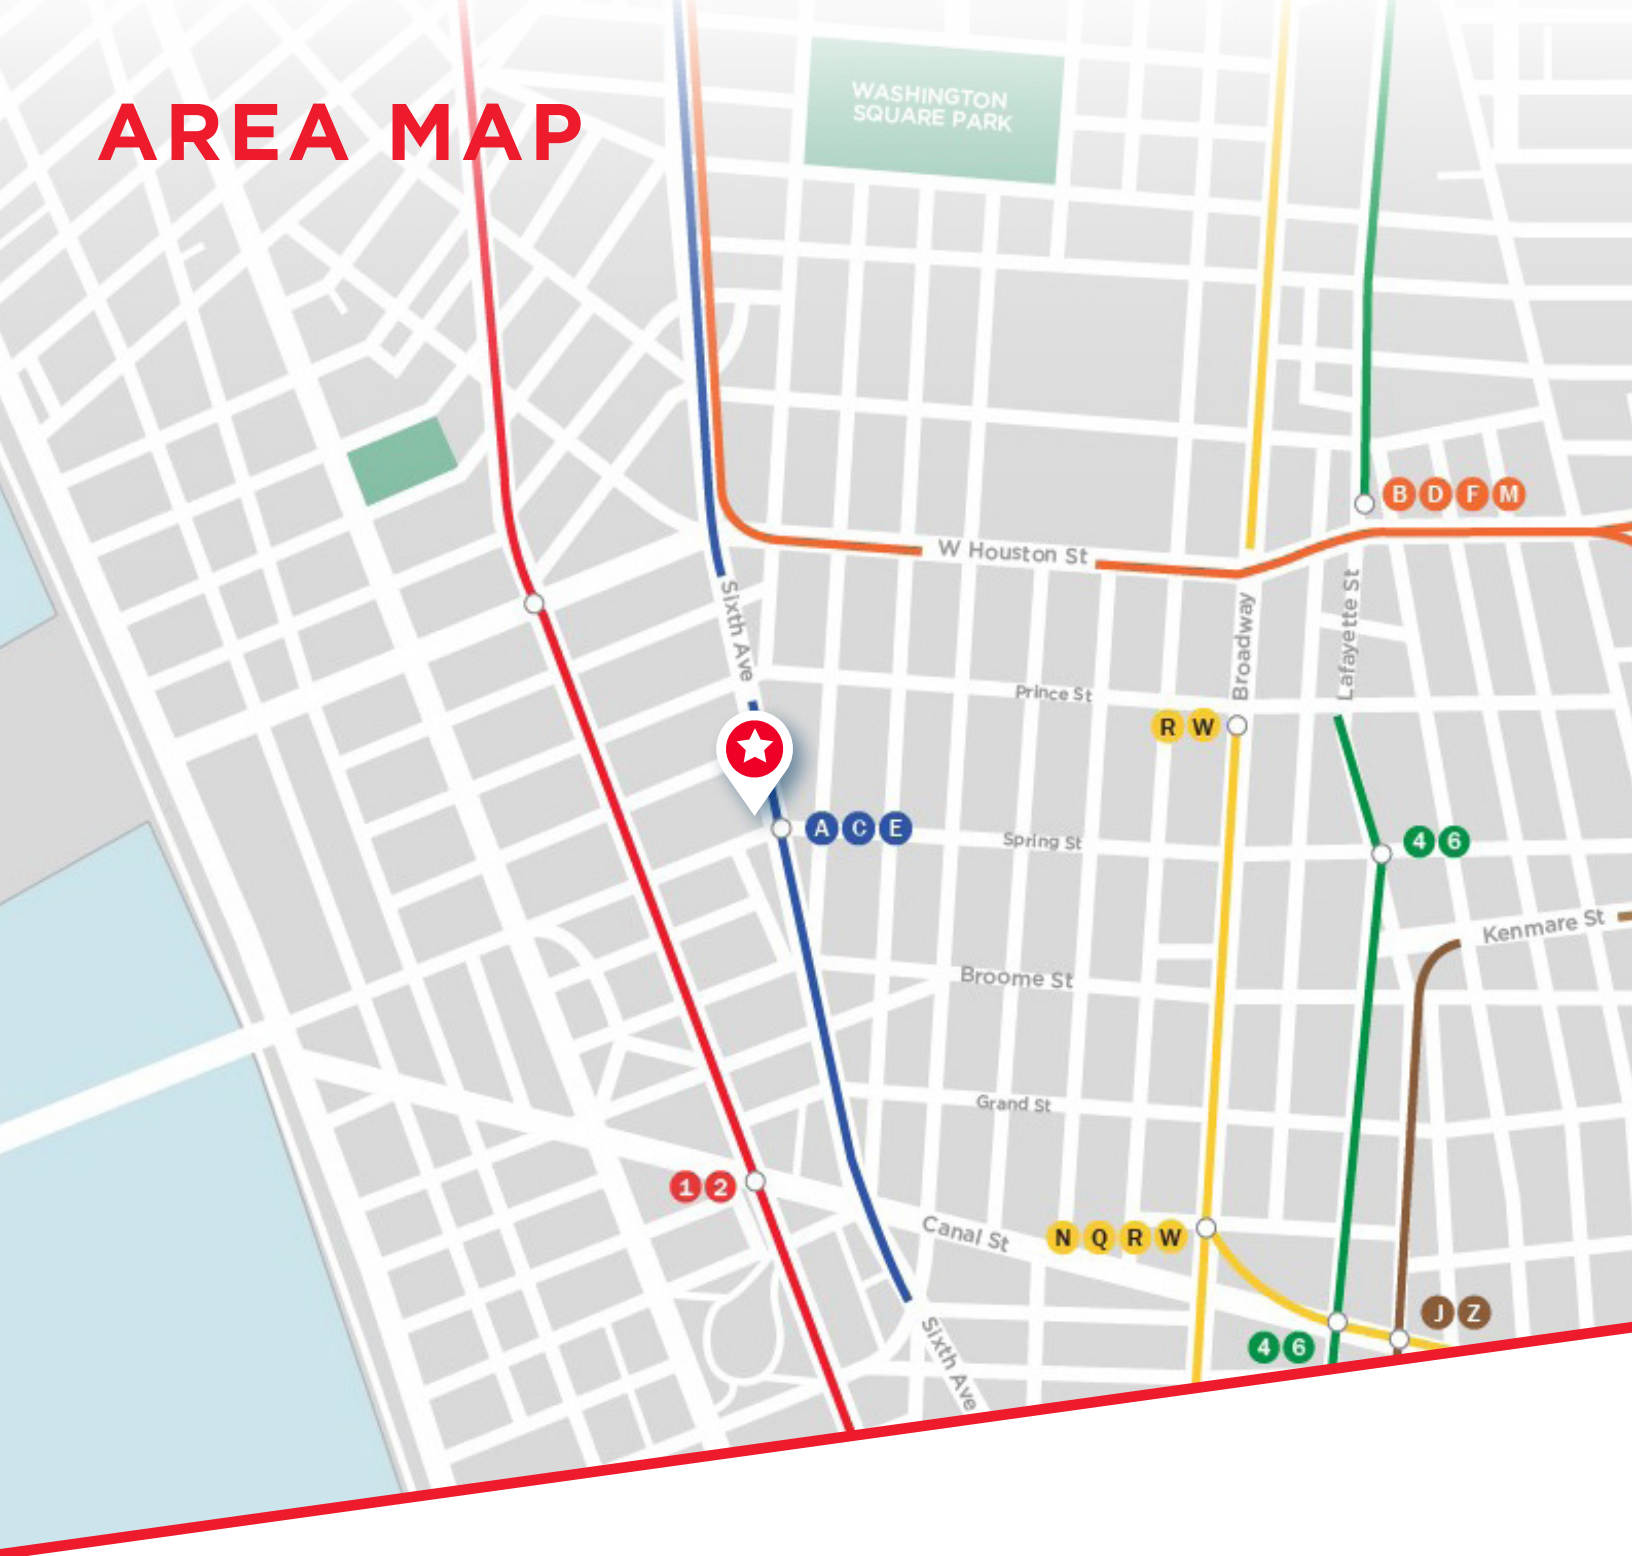 WASHINGTON
SQUARE PARK
AREA MAP
B D F M
W Houston St
Sixth Ave
Broadway
Lafayette St
Prince St
R W
A C E
Spring St
4 6
Kenmare St
Broome St
Grand St
1 2
Canal St
N Q R W
J Z
4 6
Sixth Ave